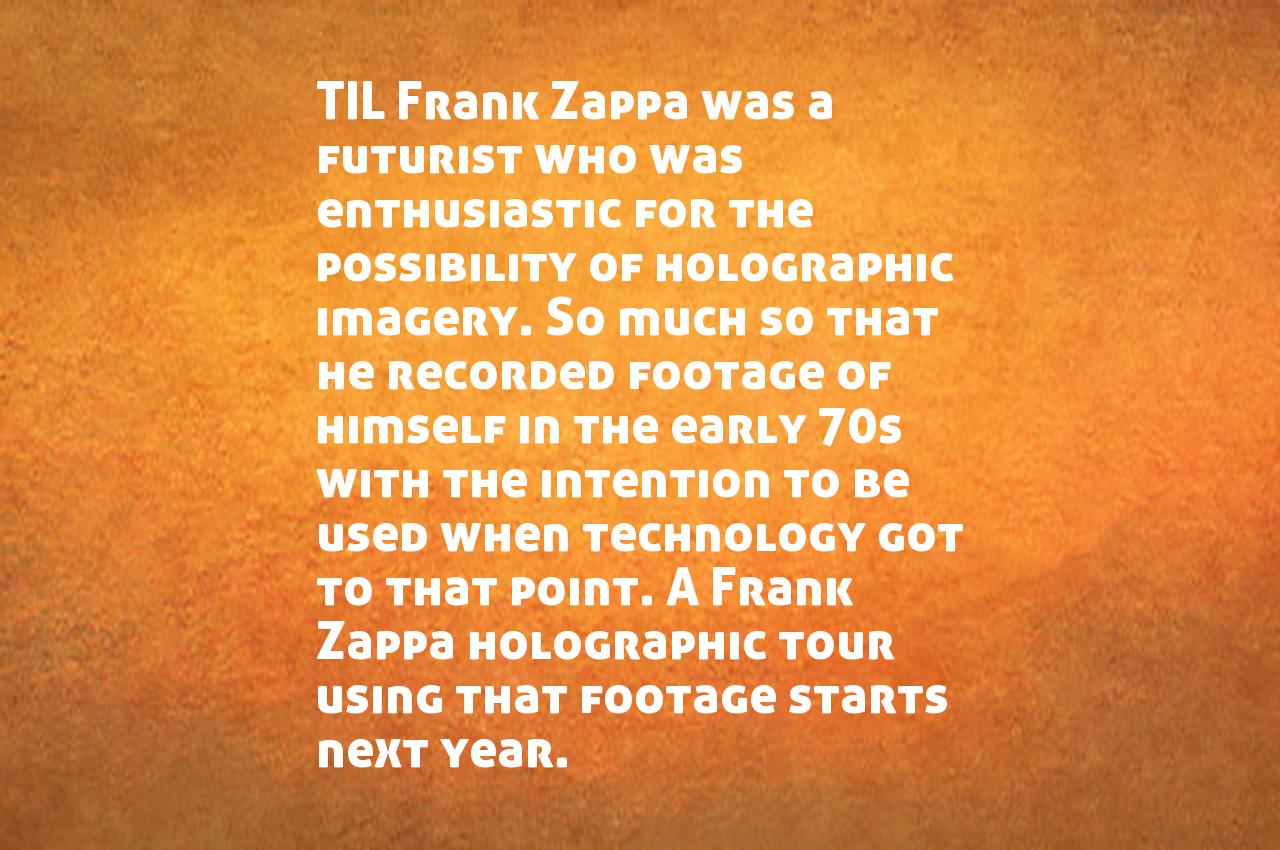 TIL Frank Zappa was a
futurist who was
enthusiastic for the
possibility of holographic
imagery. So much so that
he recorded footage of
himself in the early 70s
with the intention to be
used when technology got
to that point. A Frank
Zappa holographic tour
using that footage starts
next year.